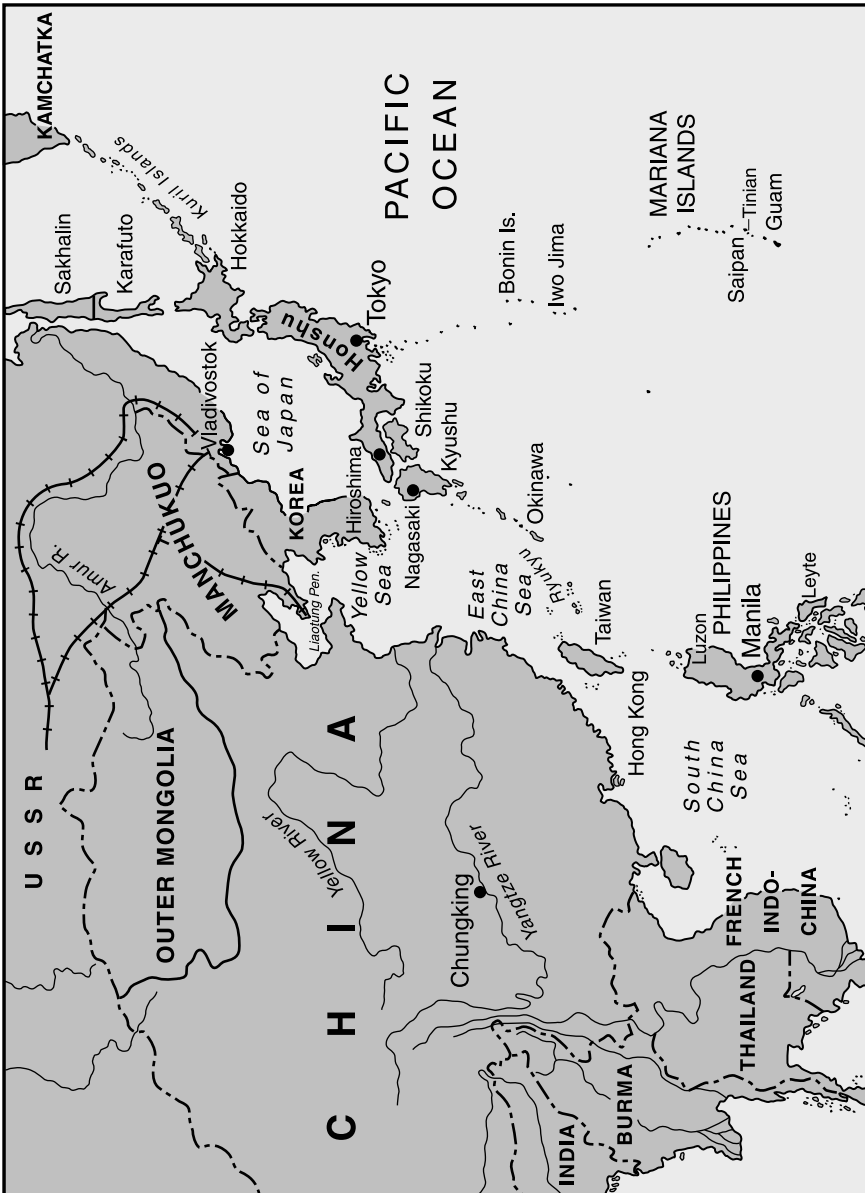 KAMCHATKA
USSR
Sakhalin
Karafuto
Kuril Islands
Hokkaido
Amur R.
MANCHUKUO
OUTER MONGOLIA
Vladivostok
Sea of
Japan
Honshu
Tokyo
PACIFIC
OCEAN
KOREA
Liaotung Pen.
Yellow
Sea
Hiroshima
Nagasaki
Shikoku
Kyushu
CHINA
Yellow River
Chungking
Yangtze River
East
China
Sea
Ryukyu
Okinawa
Bonin Is.
Iwo Jima
Taiwan
Hong Kong
MARIANA
ISLANDS
Saipan
Tinian
Guam
South
China
Sea
Luzon
PHILIPPINES
Manila
Leyte
INDIA
BURMA
THAILAND
FRENCH
INDO-
CHINA